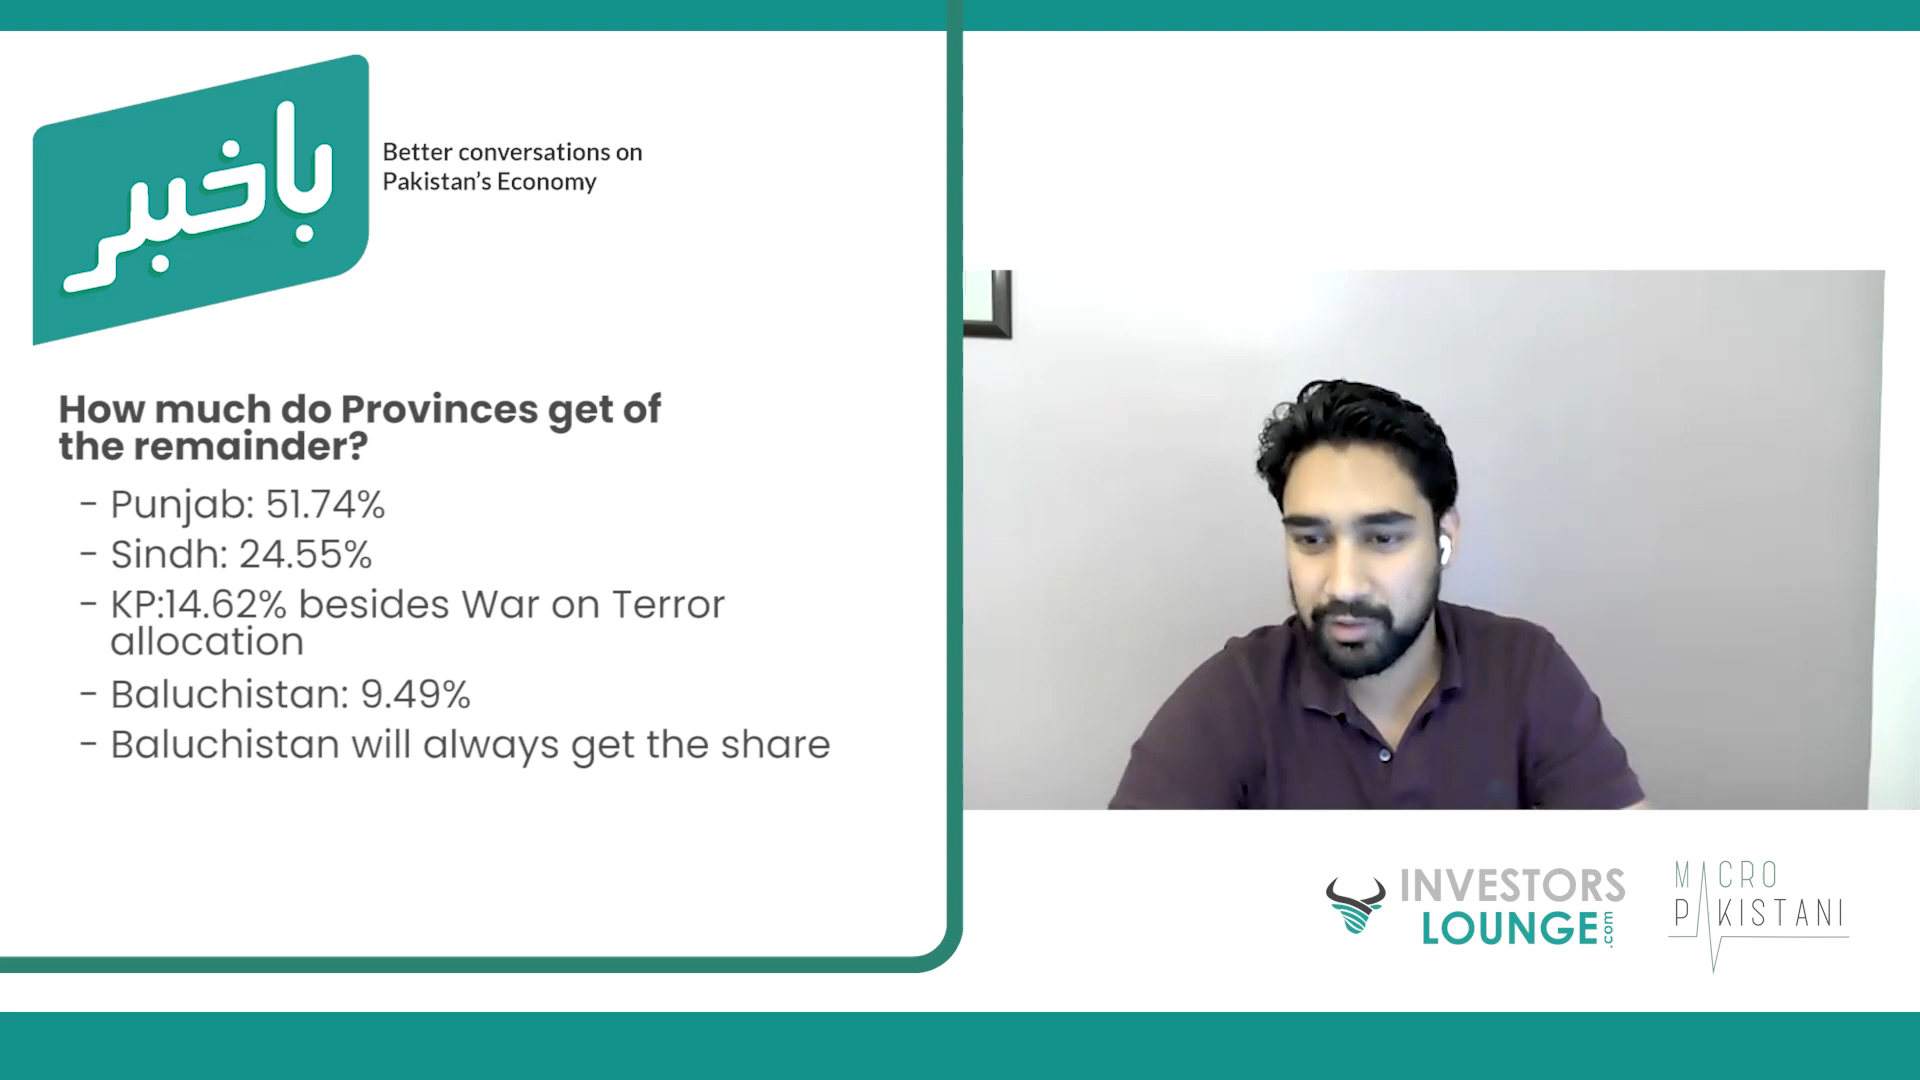 باخبر
Better conversations on
Pakistan's Economy
How much do Provinces get of
the remainder?
- Punjab: 51.74%
- Sindh: 24.55%
- KP:14.62% besides War on Terror
allocation
- Baluchistan: 9.49%
- Baluchistan will always get the share
INVESTORS
LOUNGE.com
MACRO
PAKISTANI